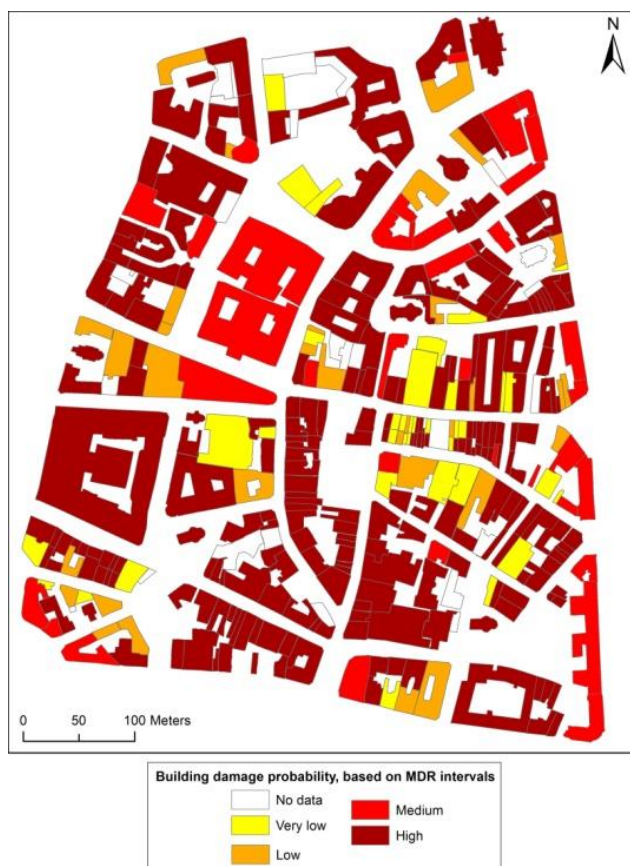 N
0 50 100 Meters
Building damage probability, based on MDR intervals
No data
Very low
Low
Medium
High